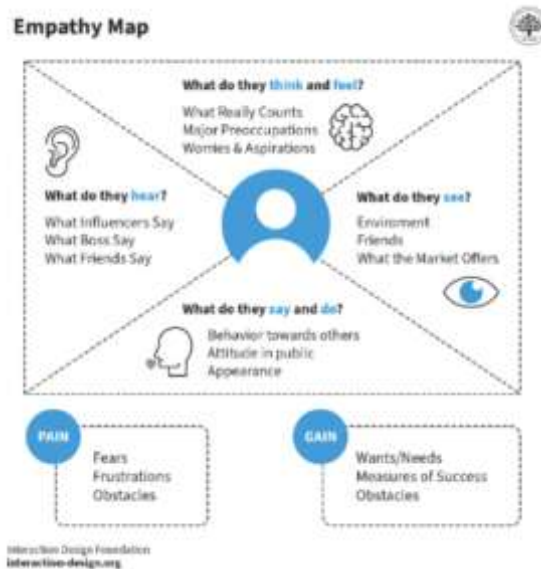 Empathy Map
What do they think and feel?
What Really Counts
Major Preoccupations
Worries & Aspirations
What do they hear?
What Influencers Say
What Boss Say
What Friends Say
What do they see?
Enviroment
Friends
What the Market Offers
What do they say and do?
Behavior towards others
Attitude in public
Appearance
PAIN
Fears
Frustrations
Obstacles
GAIN
Wants/Needs
Measures of Success
Obstacles
Interaction Design Foundation
interaction-design.org